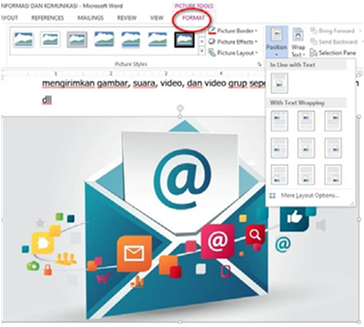 NFORMASI DAN KOMUNIKASI - Microsoft Word
PICTURE TOOLS
YOUT REFERENCES MAILINGS REVIEW VIEW FORMAT
Picture Border
Picture Effects
Picture Layout
Picture Styles
Position
Wrap Text
Bring Forward
Send Backward
Selection Pane
In Line with Text
With Text Wrapping
More Layout Options...
mengirimkan gambar, suara, video, dan video grup sepe
dll
@
@